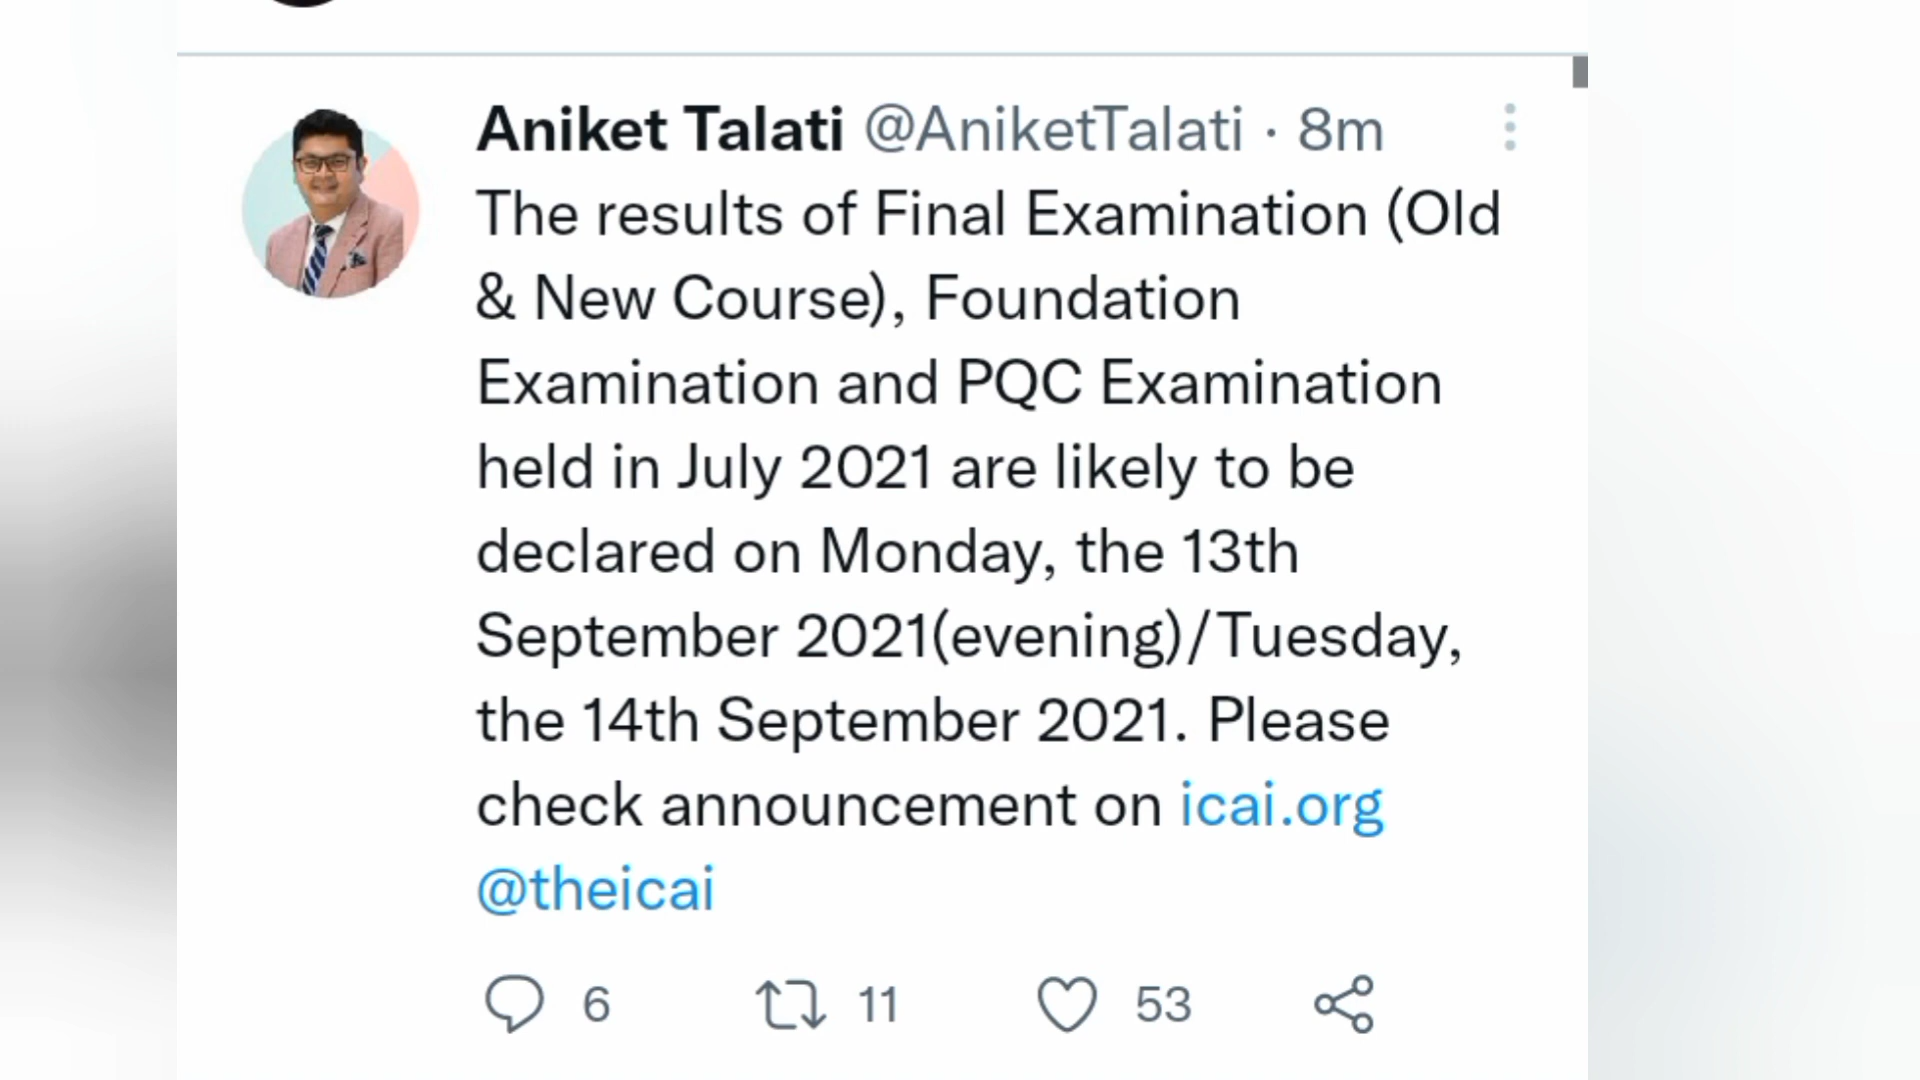 Aniket Talati @AniketTalati · 8m
The results of Final Examination (Old
& New Course), Foundation
Examination and PQC Examination
held in July 2021 are likely to be
declared on Monday, the 13th
September 2021(evening)/Tuesday,
the 14th September 2021. Please
check announcement on icai.org
@theicai
6 11 53